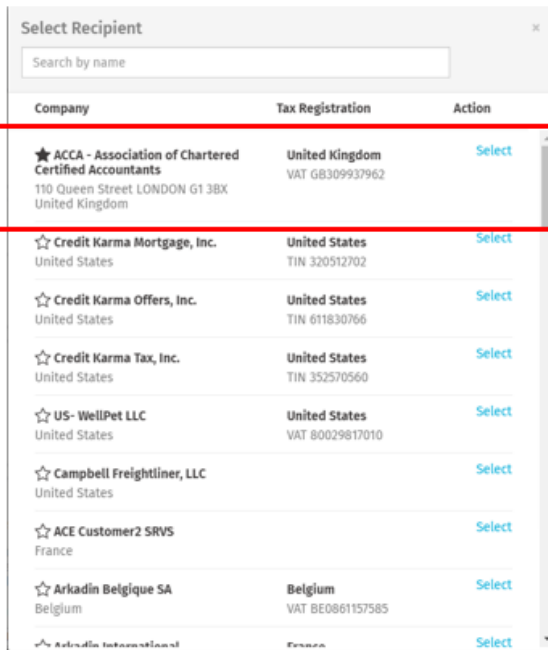 Select Recipient ×
Search by name
Company Tax Registration Action
ACCA - Association of Chartered Certified Accountants United Kingdom Select
110 Queen Street LONDON G1 3BX VAT GB309937962
United Kingdom
Credit Karma Mortgage, Inc. United States Select
United States TIN 320512702
Credit Karma Offers, Inc. United States Select
United States TIN 611830766
Credit Karma Tax, Inc. United States Select
United States TIN 352570560
US- WellPet LLC United States Select
United States VAT 80029817010
Campbell Freightliner, LLC Select
United States
ACE Customer2 SRVS Select
France
Arkadin Belgique SA Belgium Select
Belgium VAT BE0861157585
Arkadin International France Select